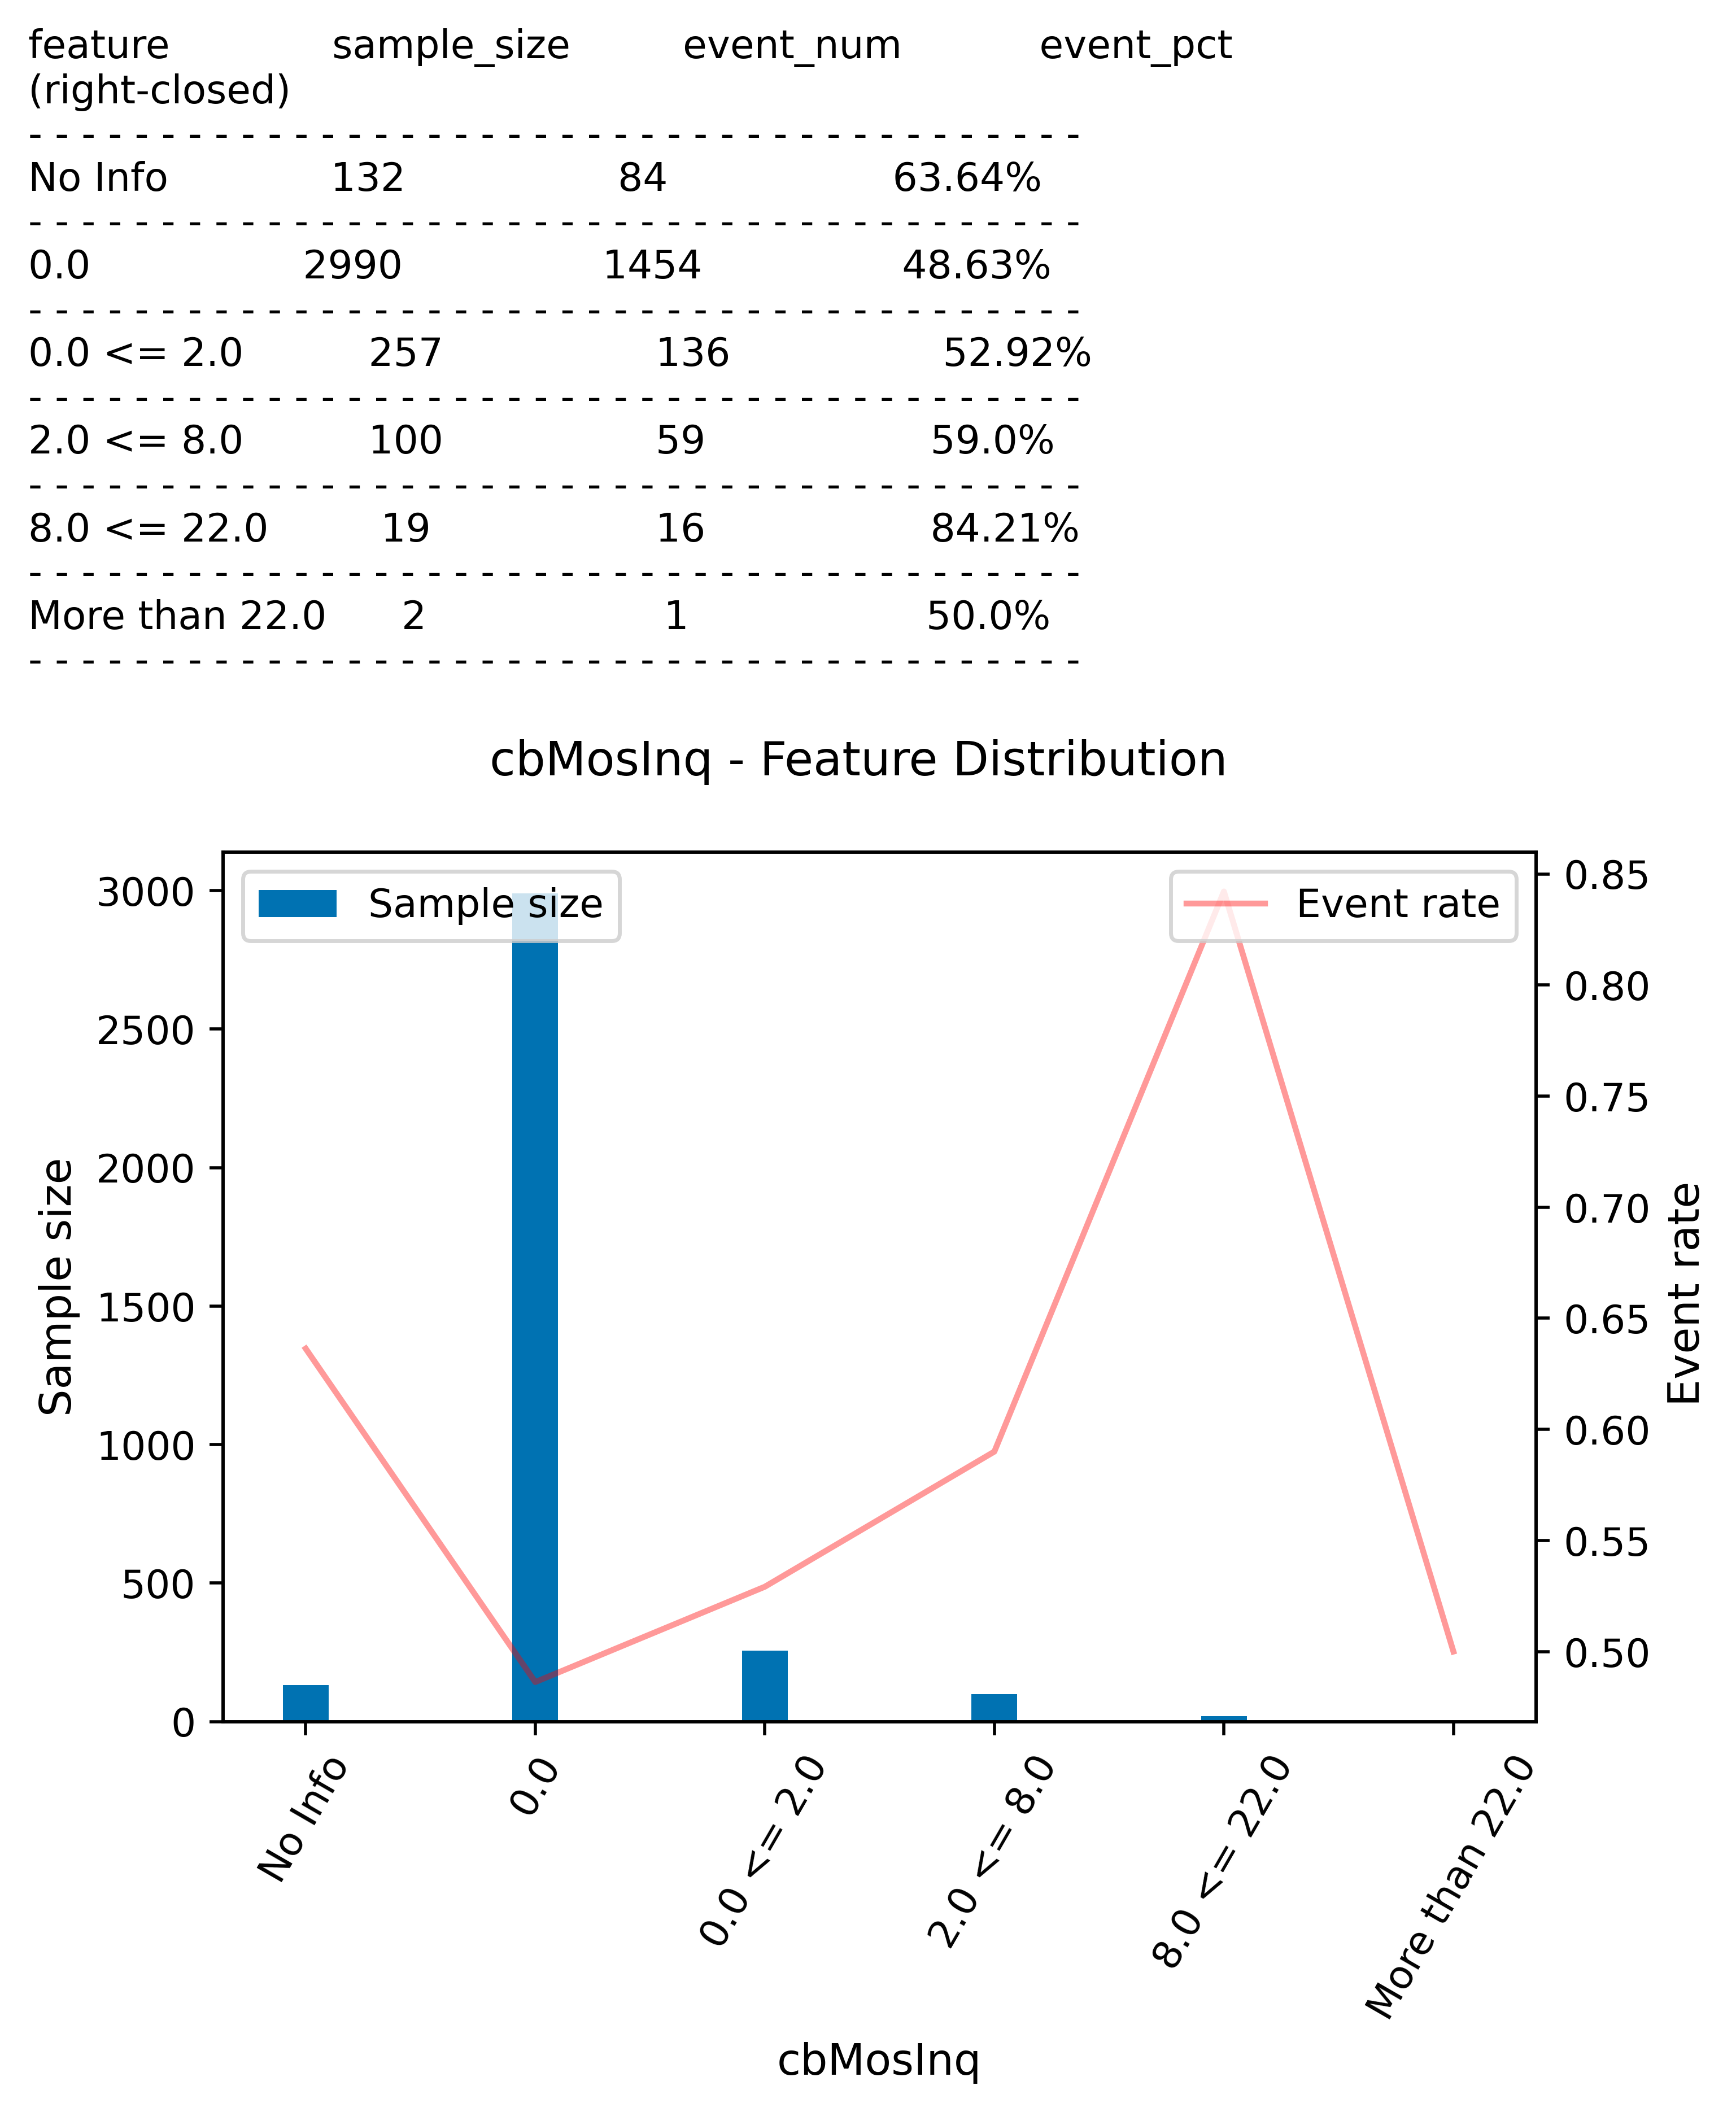 feature sample_size event_num event_pct
(right-closed)
- - - - - - - - - - - - - - - - - - - - - - - - - - - - - - - - - - - - - - - -
No Info 132 84 63.64%
- - - - - - - - - - - - - - - - - - - - - - - - - - - - - - - - - - - - - - - -
0.0 2990 1454 48.63%
- - - - - - - - - - - - - - - - - - - - - - - - - - - - - - - - - - - - - - - -
0.0 <= 2.0 257 136 52.92%
- - - - - - - - - - - - - - - - - - - - - - - - - - - - - - - - - - - - - - - -
2.0 <= 8.0 100 59 59.0%
- - - - - - - - - - - - - - - - - - - - - - - - - - - - - - - - - - - - - - - -
8.0 <= 22.0 19 16 84.21%
- - - - - - - - - - - - - - - - - - - - - - - - - - - - - - - - - - - - - - - -
More than 22.0 2 1 50.0%
- - - - - - - - - - - - - - - - - - - - - - - - - - - - - - - - - - - - - - - -
cbMosInq - Feature Distribution
Sample size
Event rate
3000
2500
2000
1500
1000
500
0
Sample size
0.85
0.80
0.75
0.70
0.65
0.60
0.55
0.50
Event rate
No Info
0.0
0.0 <= 2.0
2.0 <= 8.0
8.0 <= 22.0
More than 22.0
cbMosInq